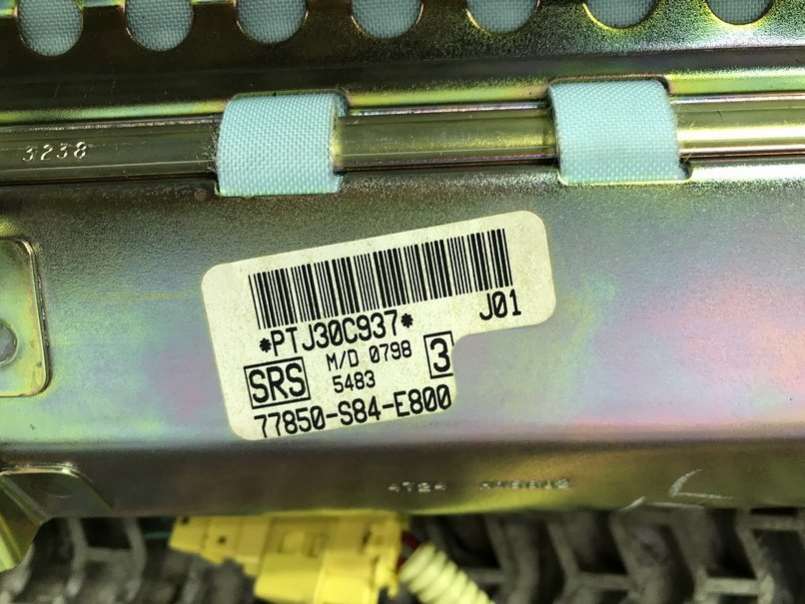 3238
*PTJ30C937* J01
SRS M/D 0798 3
5483
77850-S84-E800